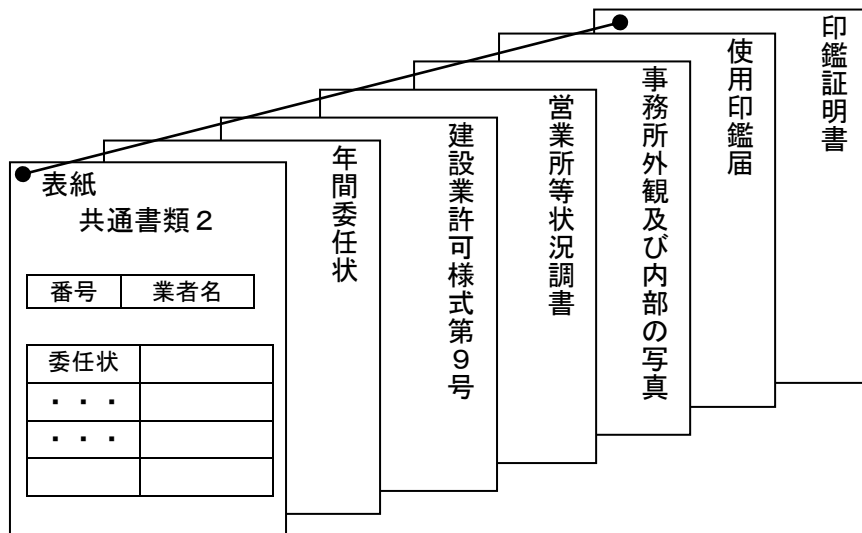 表紙
共通書類２
番号 業者名
委任状
・・・
・・・
年間委任状
建設業許可様式第９号
営業所等状況調書
事務所外観及び内部の写真
使用印鑑届
印鑑証明書